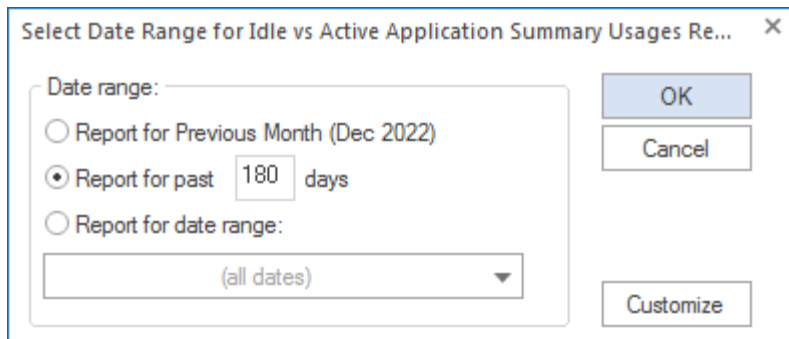 Select Date Range for Idle vs Active Application Summary Usages Re...
Date range:
Report for Previous Month (Dec 2022)
Report for past 180 days
Report for date range:
(all dates)
OK
Cancel
Customize